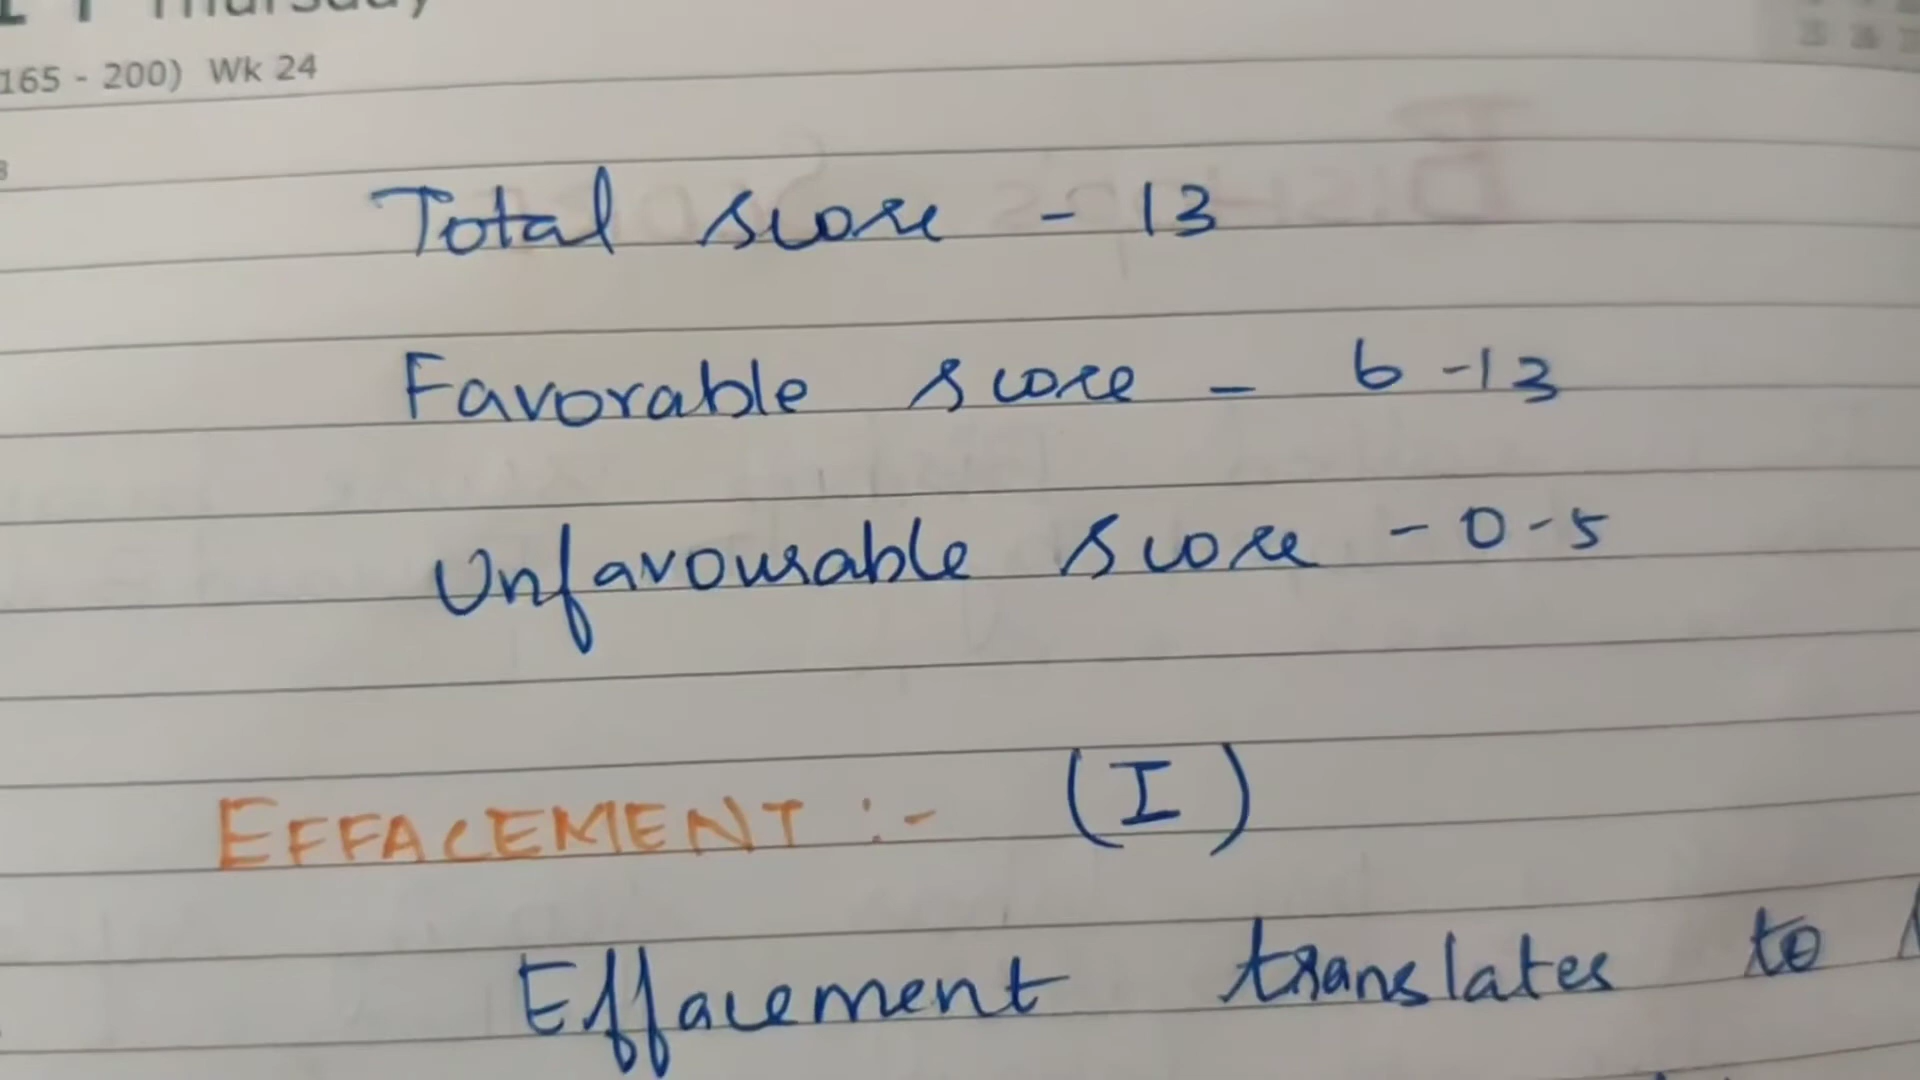 Thursday
165 - 200) Wk 24
Total score - 13
Favorable score - 6-13
Unfavourable score - 0-5
EFFACEMENT :- (I)
Effacement translates to